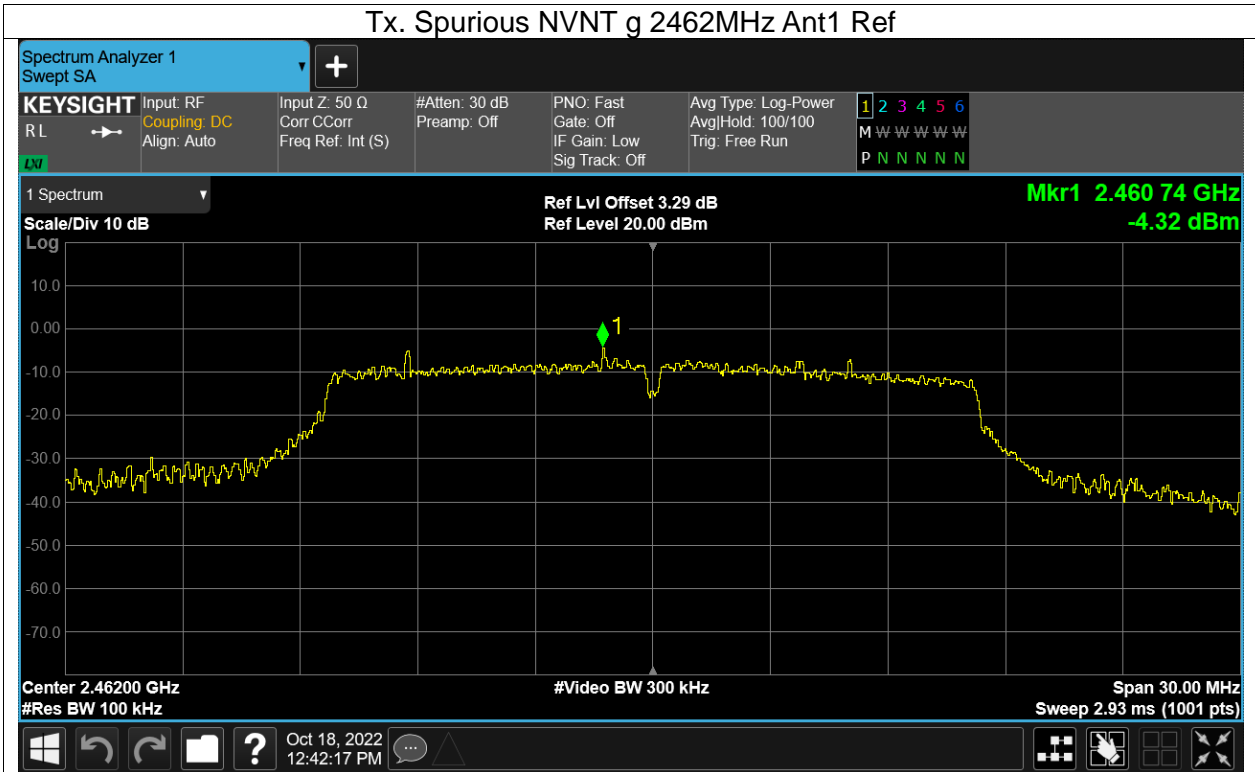 Tx. Spurious NVNT g 2462MHz Ant1 Ref
Spectrum Analyzer 1
Swept SA
KEYSIGHT
R L
LXI
Input: RF
Coupling: DC
Align: Auto
Input Z: 50 Ω
Corr CCorr
Freq Ref: Int (S)
#Atten: 30 dB
Preamp: Off
PNO: Fast
Gate: Off
IF Gain: Low
Sig Track: Off
Avg Type: Log-Power
Avg|Hold: 100/100
Trig: Free Run
1 2 3 4 5 6
M W W W W W
P N N N N N
1 Spectrum
Scale/Div 10 dB
Log
Ref Lvl Offset 3.29 dB
Ref Level 20.00 dBm
Mkr1 2.460 74 GHz
-4.32 dBm
10.0
0.00
-10.0
-20.0
-30.0
-40.0
-50.0
-60.0
-70.0
1
Center 2.46200 GHz
#Res BW 100 kHz
#Video BW 300 kHz
Span 30.00 MHz
Sweep 2.93 ms (1001 pts)
?
Oct 18, 2022
12:42:17 PM